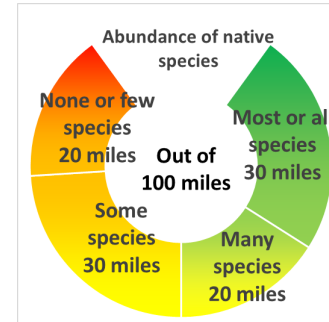 Abundance of native
species
None or few
species
20 miles
Most or al
species
30 miles
Out of
100 miles
Some
species
30 miles
Many
species
20 miles